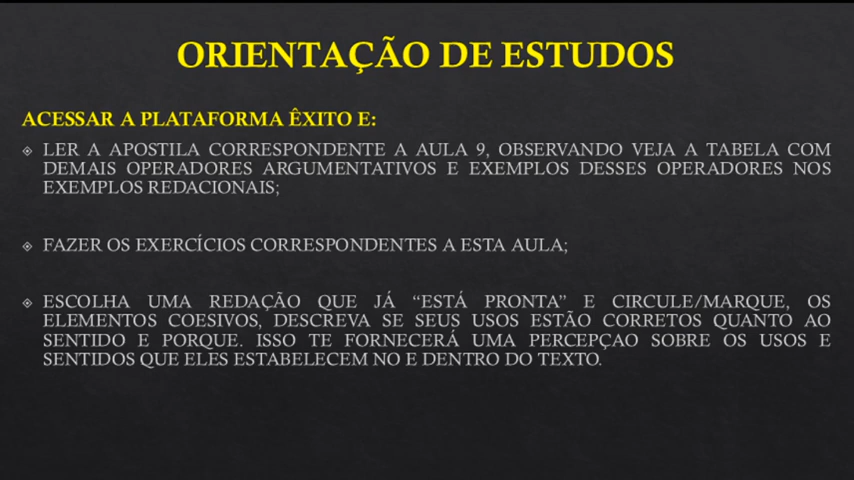 ORIENTAÇÃO DE ESTUDOS
ACESSAR A PLATAFORMA ÊXITO E:
LER A APOSTILA CORRESPONDENTE A AULA 9, OBSERVANDO VEJA A TABELA COM
DEMAIS OPERADORES ARGUMENTATIVOS E EXEMPLOS DESSES OPERADORES NOS
EXEMPLOS REDACIONAIS;
FAZER OS EXERCÍCIOS CORRESPONDENTES A ESTA AULA;
ESCOLHA UMA REDAÇÃO QUE JÁ “ESTÁ PRONTA” E CIRCULE/MARQUE, OS
ELEMENTOS COESIVOS, DESCREVA SE SEUS USOS ESTÃO CORRETOS QUANTO AO
SENTIDO E PORQUE. ISSO TE FORNECERÁ UMA PERCEPÇAO SOBRE OS USOS E
SENTIDOS QUE ELES ESTABELECEM NO E DENTRO DO TEXTO.